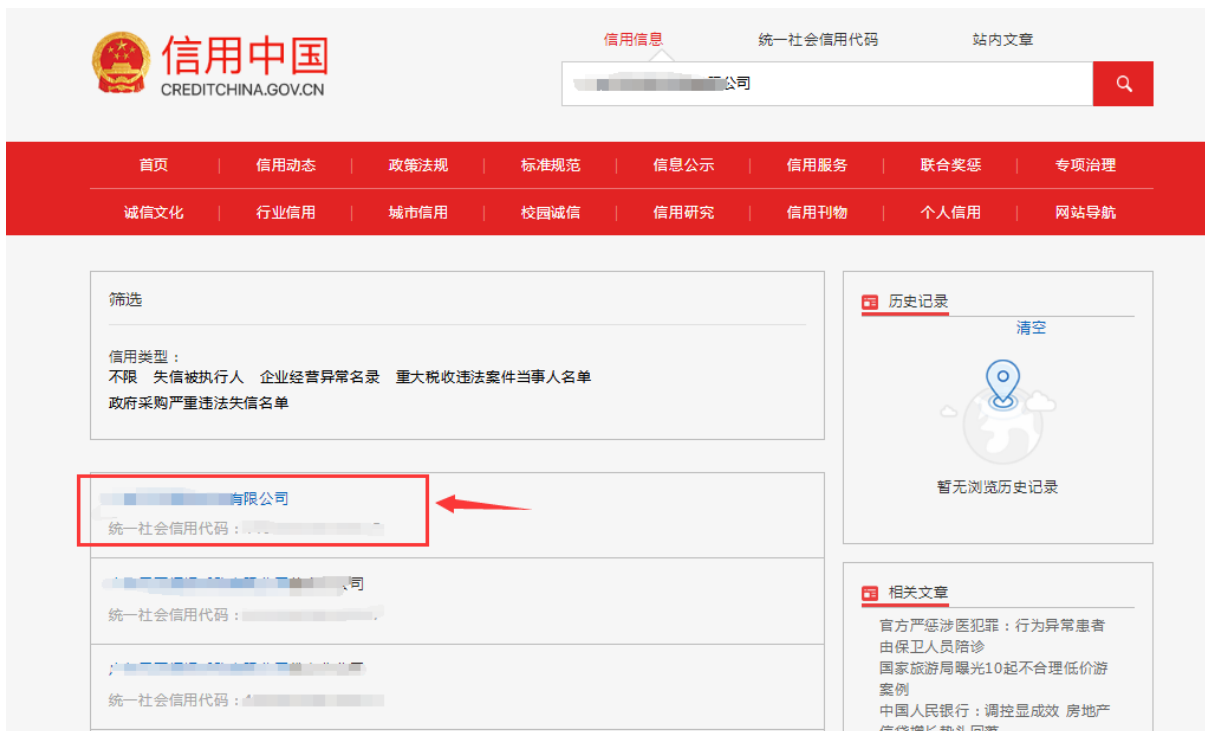 信用中国
CREDITCHINA.GOV.CN
信用信息 统一社会信用代码 站内文章
公司
首页 信用动态 政策法规 标准规范 信息公示 信用服务 联合奖惩 专项治理
诚信文化 行业信用 城市信用 校园诚信 信用研究 信用刊物 个人信用 网站导航
筛选
信用类型：
不限 失信被执行人 企业经营异常名录 重大税收违法案件当事人名单
政府采购严重违法失信名单
有限公司
统一社会信用代码：
司
统一社会信用代码：
统一社会信用代码：
历史记录
清空
暂无浏览历史记录
相关文章
官方严惩涉医犯罪：行为异常患者
由保卫人员陪诊
国家旅游局曝光10起不合理低价游
案例
中国人民银行：调控显成效 房地产
信贷增长势头回落